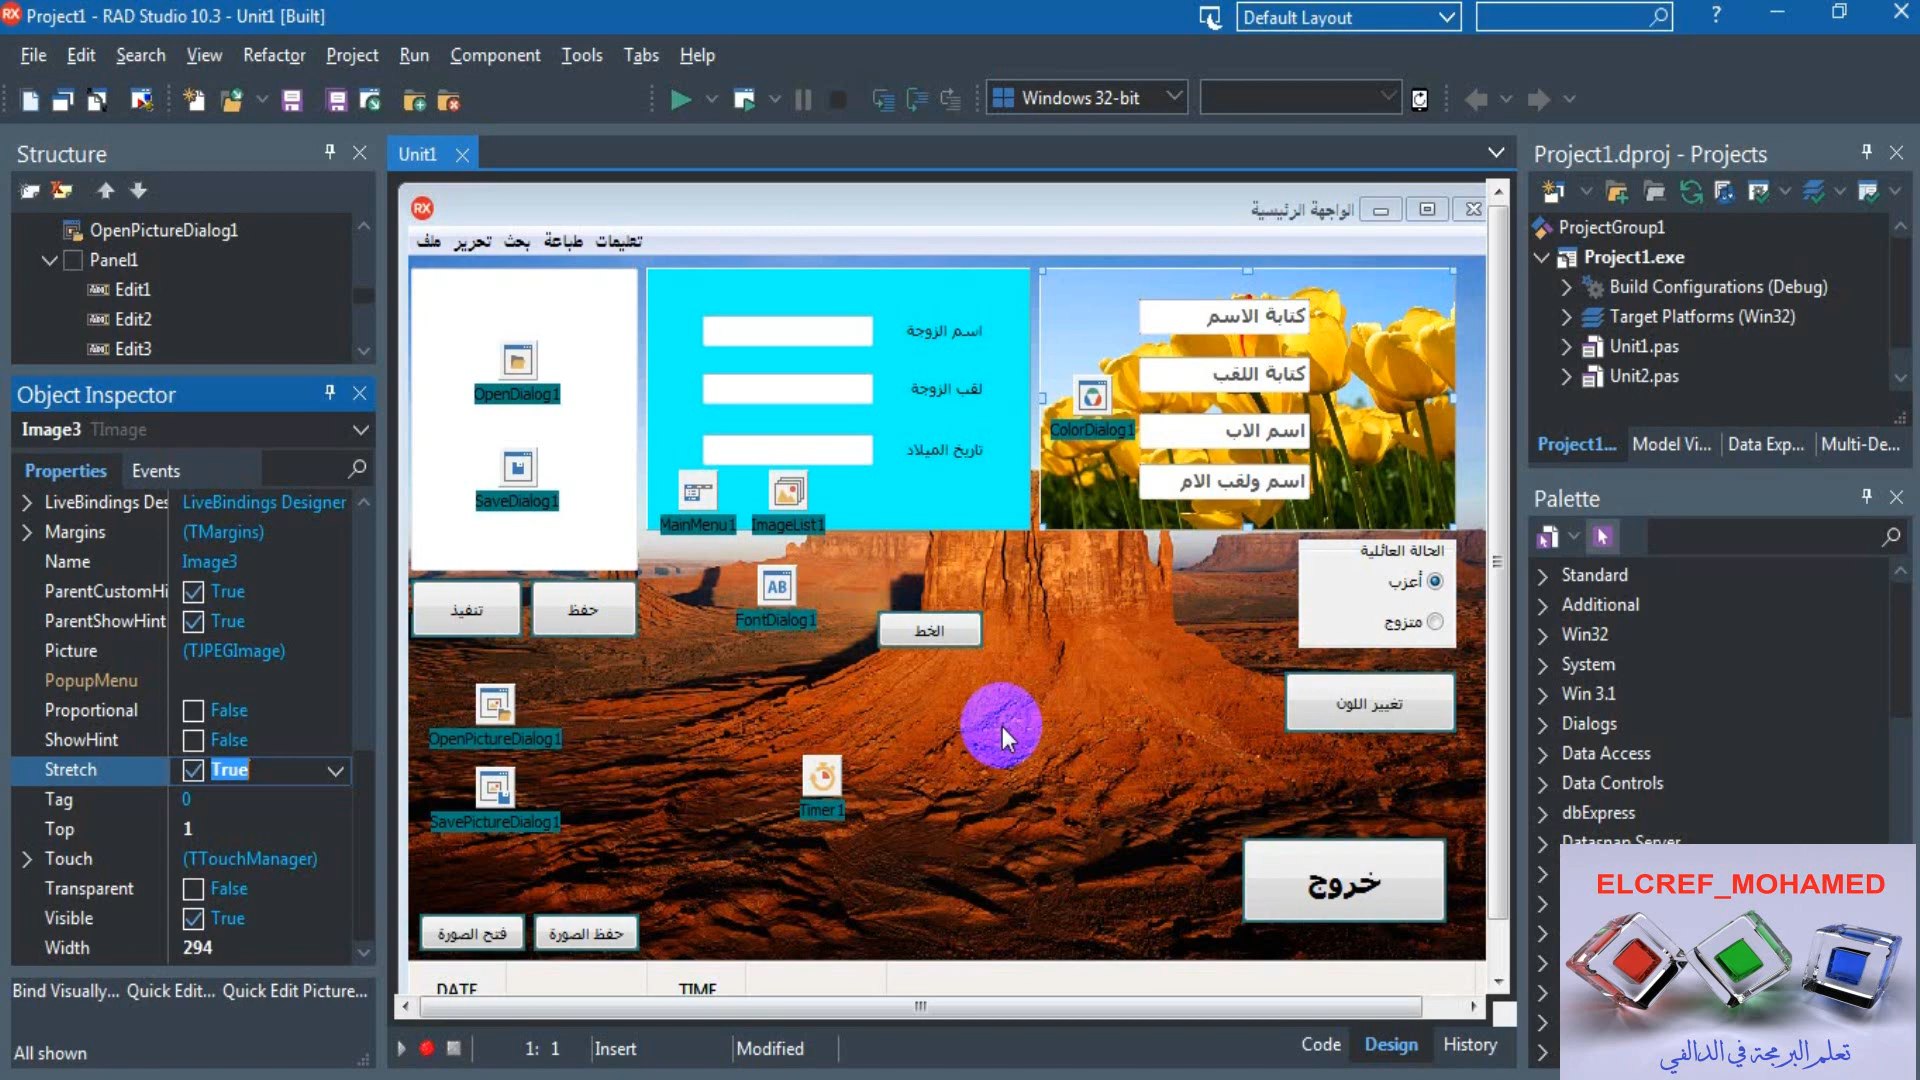 Project1 - RAD Studio 10.3 - Unit1 [Built]
Default Layout
File Edit Search View Refactor Project Run Component Tools Tabs Help
Windows 32-bit
Structure
OpenPictureDialog1
Panel1
Edit1
Edit2
Edit3
Object Inspector
Image3 TImage
Properties Events
LiveBindings Des LiveBindings Designer
Margins (TMargins)
Name Image3
ParentCustomHi True
ParentShowHint True
Picture (TJPEGImage)
PopupMenu
Proportional False
ShowHint False
Stretch True
Tag 0
Top 1
Touch (TTouchManager)
Transparent False
Visible True
Width 294
Bind Visually... Quick Edit... Quick Edit Picture...
All shown
Unit1
الواجهة الرئيسية
ملف تحرير بحث طباعة تعليمات
OpenDialog1
SaveDialog1
اسم الزوجة
لقب الزوجة
تاريخ الميلاد
MainMenu1
ImageList1
كتابة الاسم
كتابة اللقب
اسم الاب
اسم ولقب الام
ColorDialog1
الحالة العائلية
أعزب
متزوج
تنفيذ
حفظ
AB
FontDialog1
الخط
تغيير اللون
OpenPictureDialog1
SavePictureDialog1
Timer1
خروج
فتح الصورة
حفظ الصورة
DATE
TIME
1: 1 Insert Modified
Code Design History
Project1.dproj - Projects
ProjectGroup1
Project1.exe
Build Configurations (Debug)
Target Platforms (Win32)
Unit1.pas
Unit2.pas
Project1... Model Vi... Data Exp... Multi-De...
Palette
Standard
Additional
Win32
System
Win 3.1
Dialogs
Data Access
Data Controls
dbExpress
Datasnap Server
ELCREF_MOHAMED
تعلم البرمجة في الدالفي